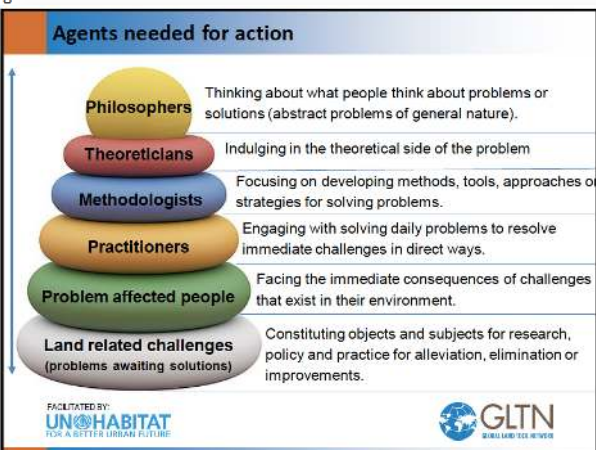 Agents needed for action
Philosophers
Thinking about what people think about problems or
solutions (abstract problems of general nature).
Theoreticians
Indulging in the theoretical side of the problem
Methodologists
Focusing on developing methods, tools, approaches or
strategies for solving problems.
Practitioners
Engaging with solving daily problems to resolve
immediate challenges in direct ways.
Problem affected people
Facing the immediate consequences of challenges
that exist in their environment.
Land related challenges
(problems awaiting solutions)
Constituting objects and subjects for research,
policy and practice for alleviation, elimination or
improvements.
FACILITATED BY:
UN HABITAT
FOR A BETTER URBAN FUTURE
GLTN
GLOBAL LAND TOOL NETWORK